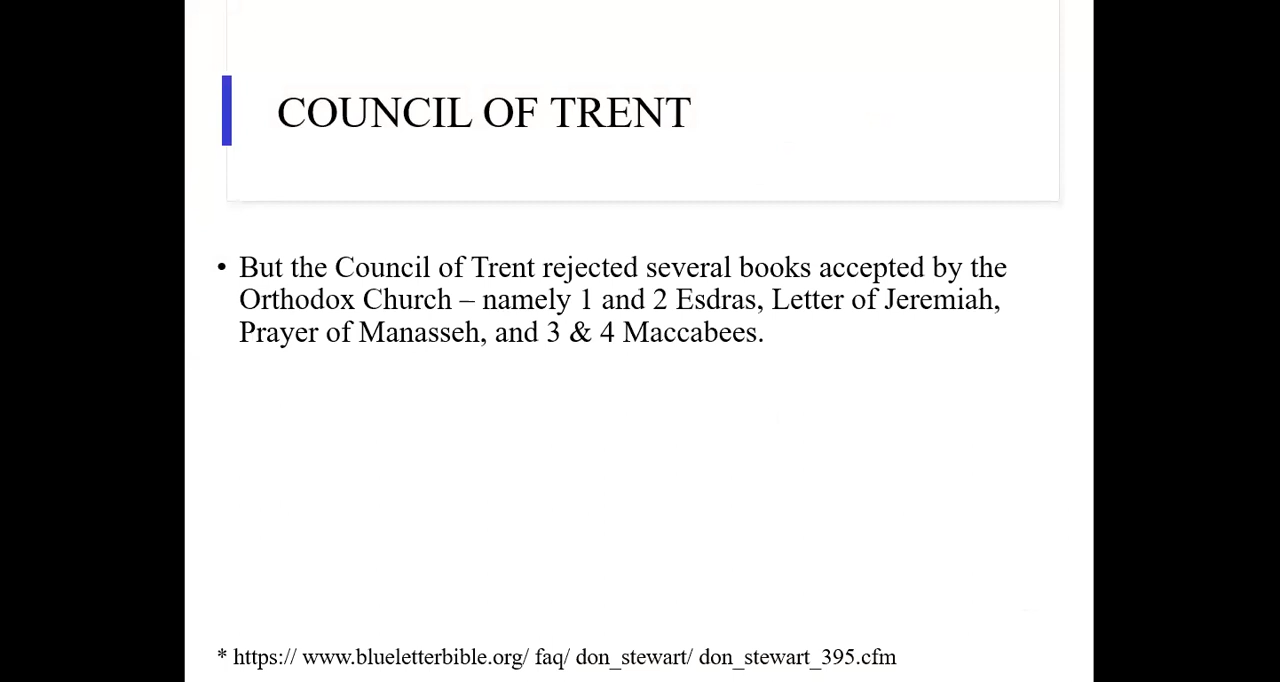 COUNCIL OF TRENT
• But the Council of Trent rejected several books accepted by the
Orthodox Church – namely 1 and 2 Esdras, Letter of Jeremiah,
Prayer of Manasseh, and 3 & 4 Maccabees.
* https:// www.blueletterbible.org/ faq/ don_stewart/ don_stewart_395.cfm